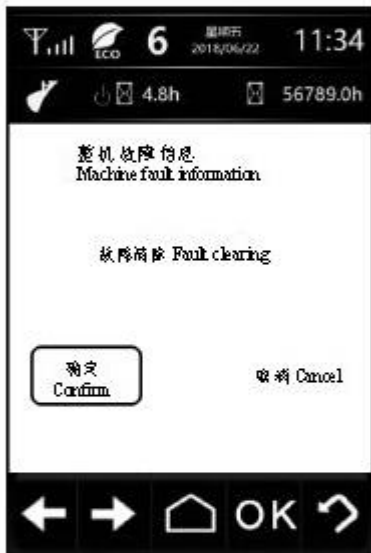 ECO
6
星期五
2018/06/22
11:34
4.8h
56789.0h
整机故障信息
Machine fault information
故障清除 Fault clearing
确定
Confirm
取消 Cancel
OK